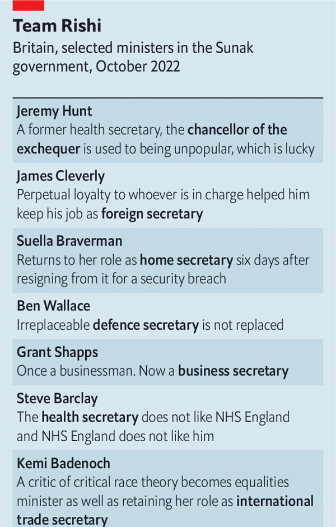 Team Rishi
Britain, selected ministers in the Sunak
government, October 2022
Jeremy Hunt
A former health secretary, the chancellor of the
exchequer is used to being unpopular, which is lucky
James Cleverly
Perpetual loyalty to whoever is in charge helped him
keep his job as foreign secretary
Suella Braverman
Returns to her role as home secretary six days after
resigning from it for a security breach
Ben Wallace
Irreplaceable defence secretary is not replaced
Grant Shapps
Once a businessman. Now a business secretary
Steve Barclay
The health secretary does not like NHS England
and NHS England does not like him
Kemi Badenoch
A critic of critical race theory becomes equalities
minister as well as retaining her role as international
trade secretary